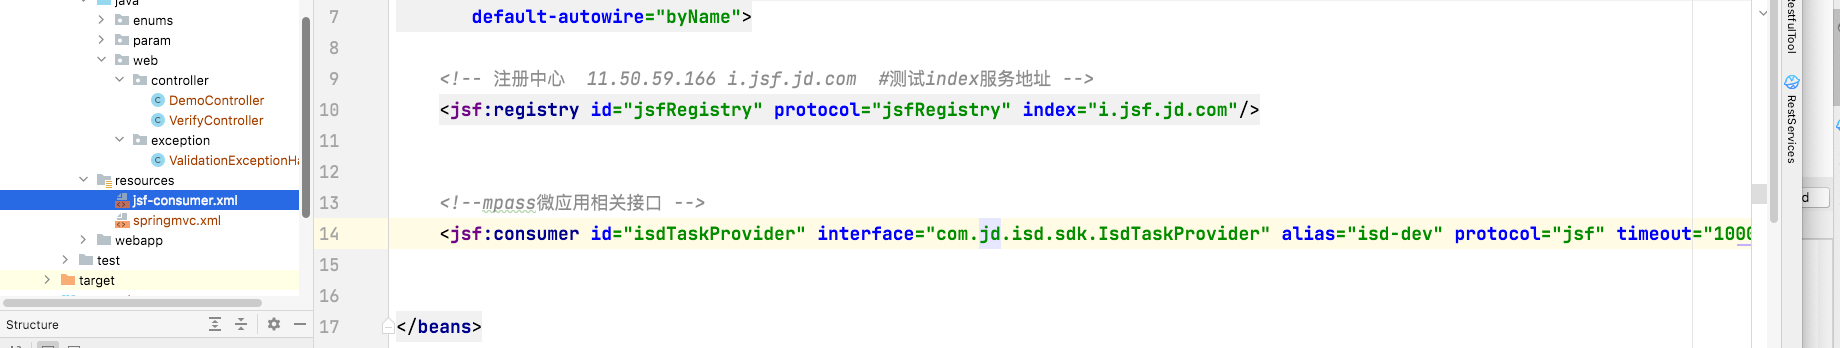 java
enums
param
web
controller
DemoController
VerifyController
exception
ValidationExceptionHa
resources
jsf-consumer.xml
springmvc.xml
webapp
test
target
Structure
7 default-autowire="byName">
8
9 <!-- 注册中心  11.50.59.166 i.jsf.jd.com  #测试index服务地址 -->
10 <jsf:registry id="jsfRegistry" protocol="jsfRegistry" index="i.jsf.jd.com"/>
11
12
13 <!--mpass微应用相关接口 -->
14 <jsf:consumer id="isdTaskProvider" interface="com.jd.isd.sdk.IsdTaskProvider" alias="isd-dev" protocol="jsf" timeout="1000
15
16
17 </beans>
RestfulTool
RestServices
d